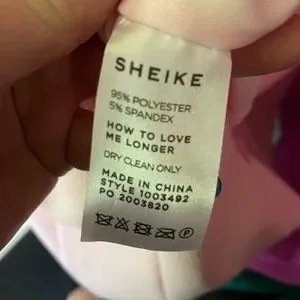 SHEIKE
95% POLYESTER
5% SPANDEX
HOW TO LOVE
ME LONGER
DRY CLEAN ONLY
MADE IN CHINA
STYLE 1003492
PO 2003820
P